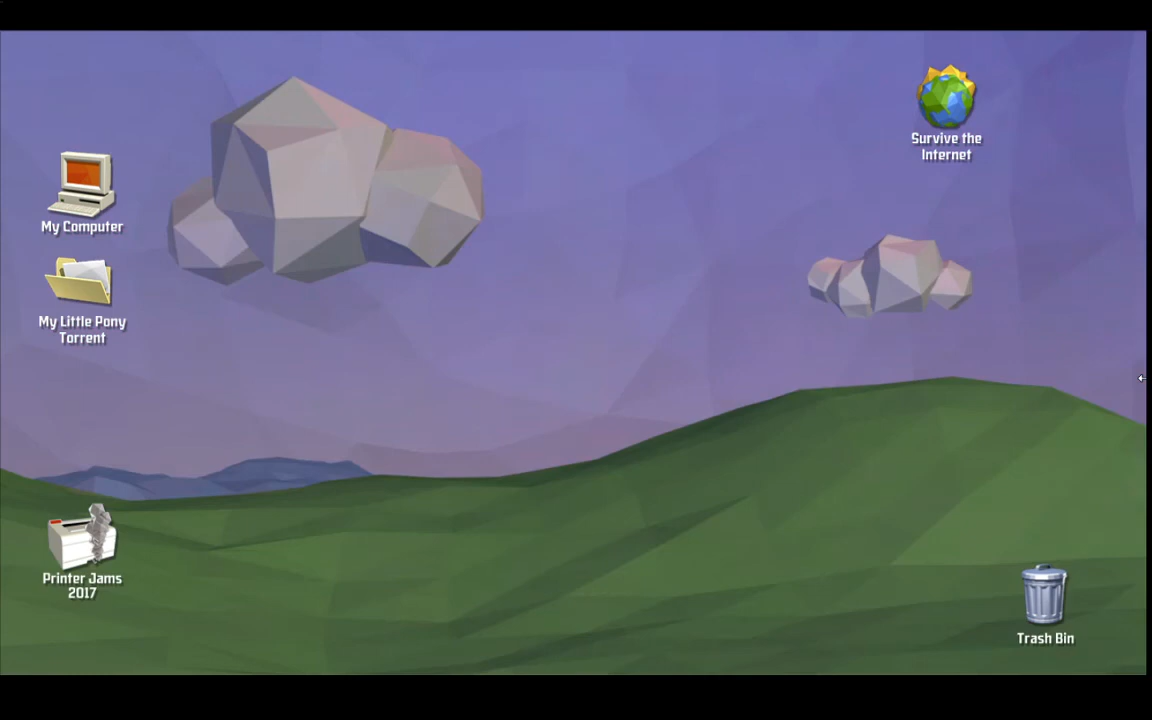 Survive the
Internet
My Computer
My Little Pony
Torrent
Printer Jams
2017
Trash Bin